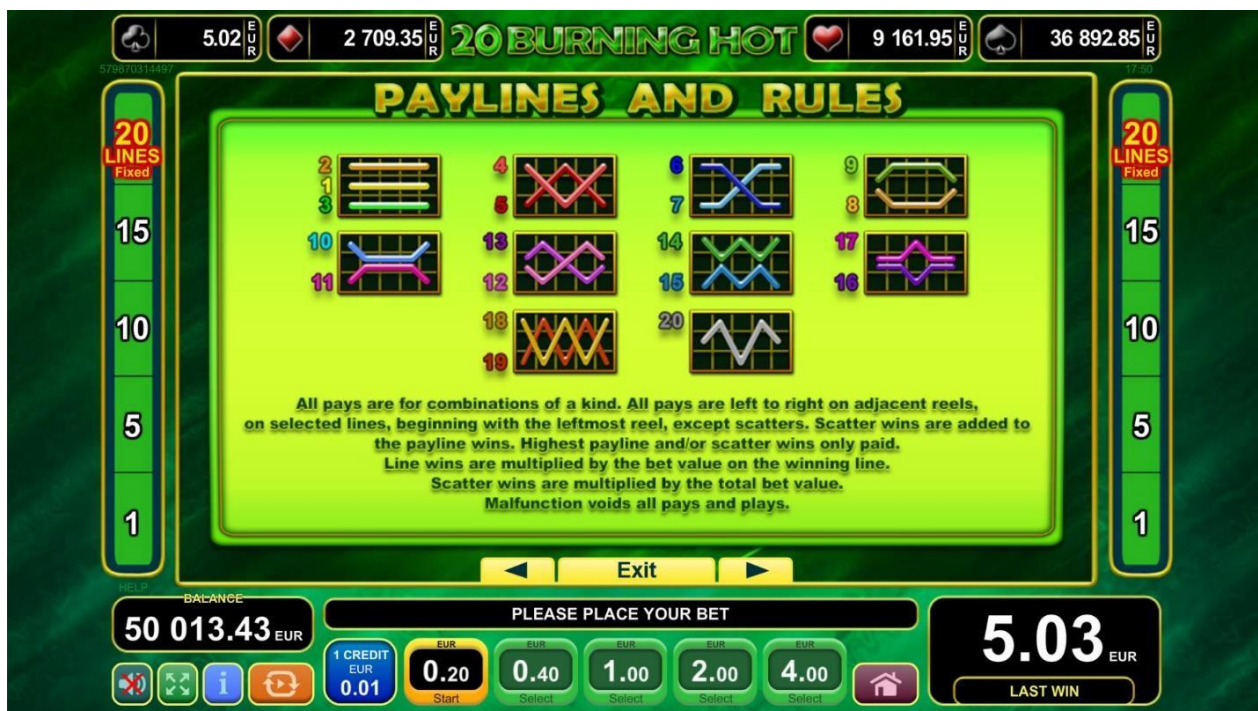 5.02 EUR
2 709.35 EUR
20 BURNING HOT
9 161.95 EUR
36 892.85 EUR
579870314497
17:50
PAYLINES AND RULES
20
LINES
Fixed
15
10
5
1
20
LINES
Fixed
15
10
5
1
2
1
3
4
5
6
7
9
8
10
11
13
12
14
15
17
16
18
19
20
All pays are for combinations of a kind. All pays are left to right on adjacent reels,
on selected lines, beginning with the leftmost reel, except scatters. Scatter wins are added to
the payline wins. Highest payline and/or scatter wins only paid.
Line wins are multiplied by the bet value on the winning line.
Scatter wins are multiplied by the total bet value.
Malfunction voids all pays and plays.
Exit
HELP
BALANCE
50 013.43 EUR
PLEASE PLACE YOUR BET
1 CREDIT
EUR
0.01
EUR
0.20
Start
EUR
0.40
Select
EUR
1.00
Select
EUR
2.00
Select
EUR
4.00
Select
i
5.03 EUR
LAST WIN